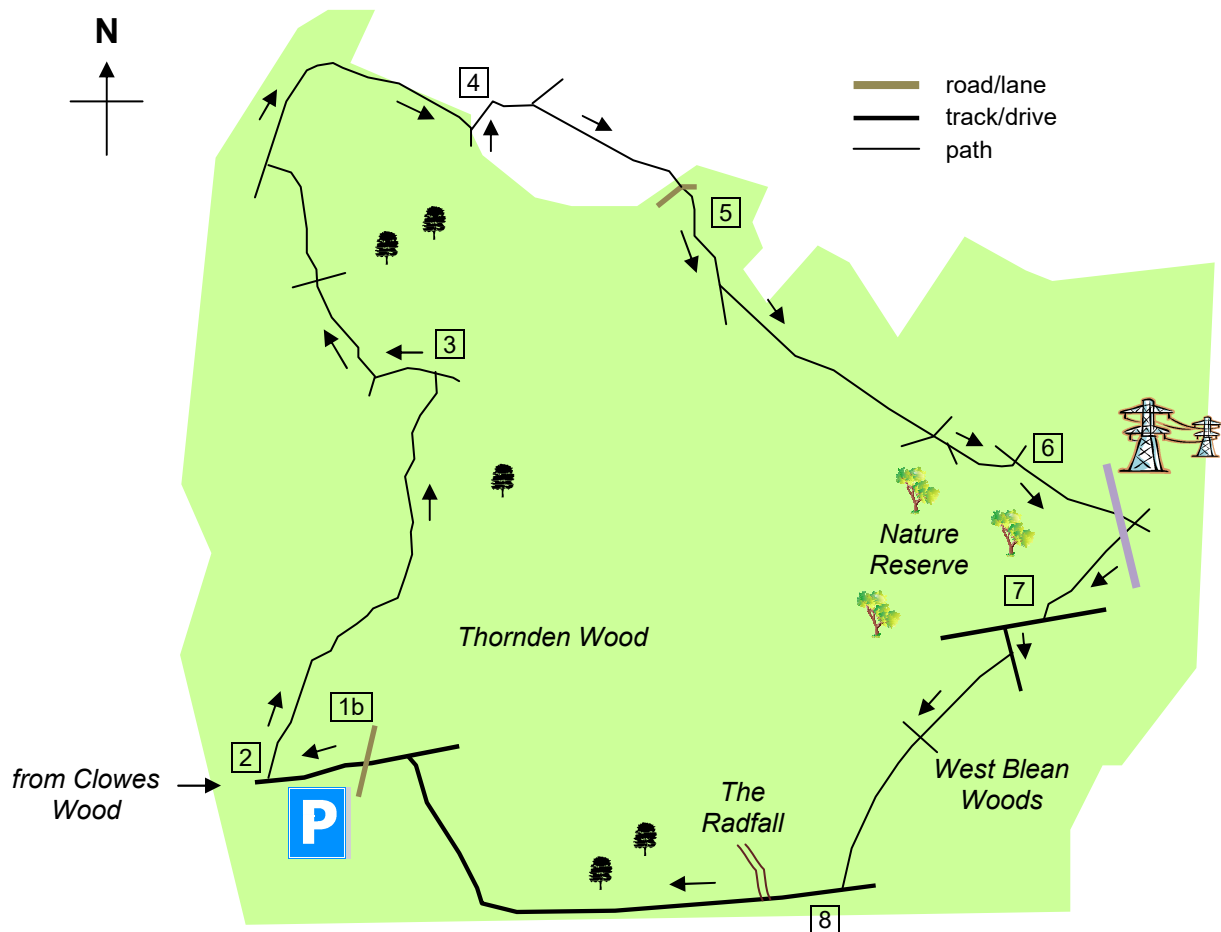 N
4
road/lane
track/drive
path
5
3
6
Nature
Reserve
7
Thornden Wood
1b
2
from Clowes
Wood
P
The
Radfall
West Blean
Woods
8